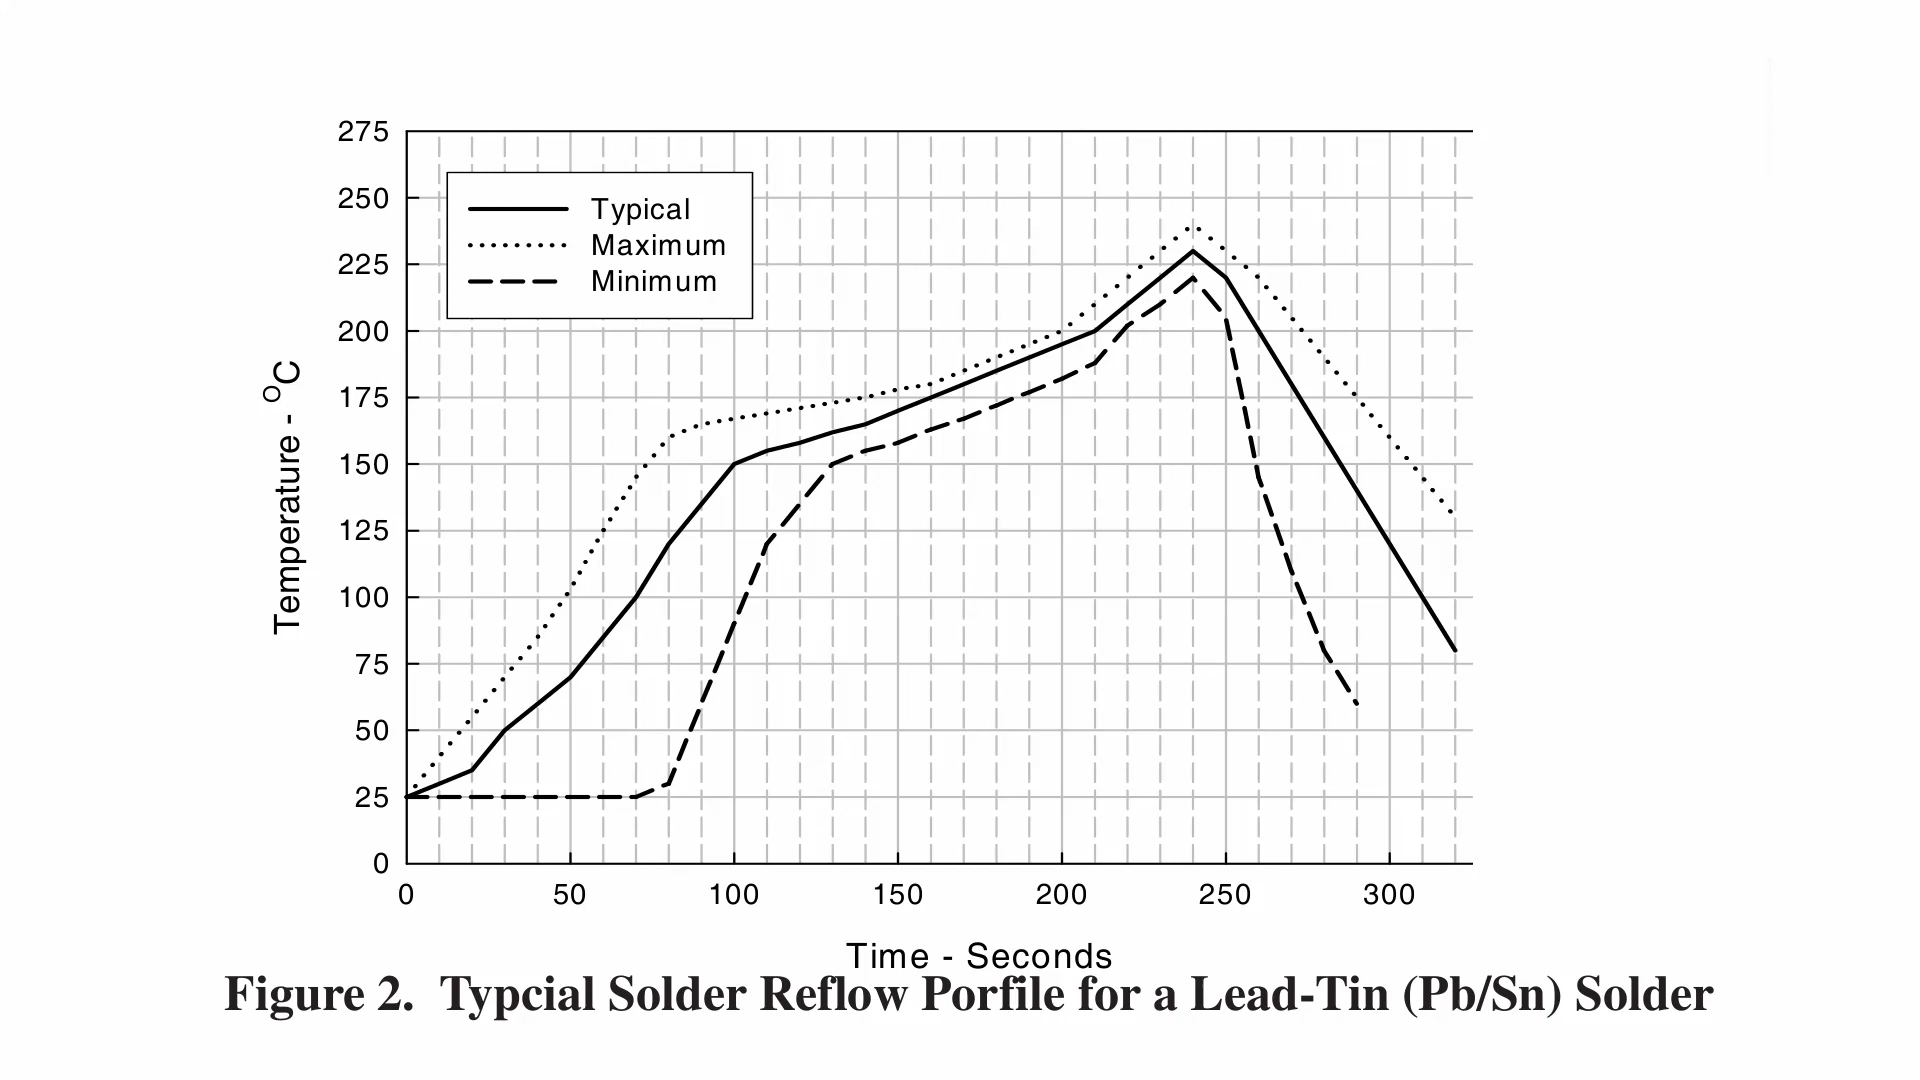 275
250
225
200
175
150
125
100
75
50
25
0
Typical
Maximum
Minimum
Temperature - OC
0 50 100 150 200 250 300
Time - Seconds
Figure 2. Typcial Solder Reflow Porfile for a Lead-Tin (Pb/Sn) Solder